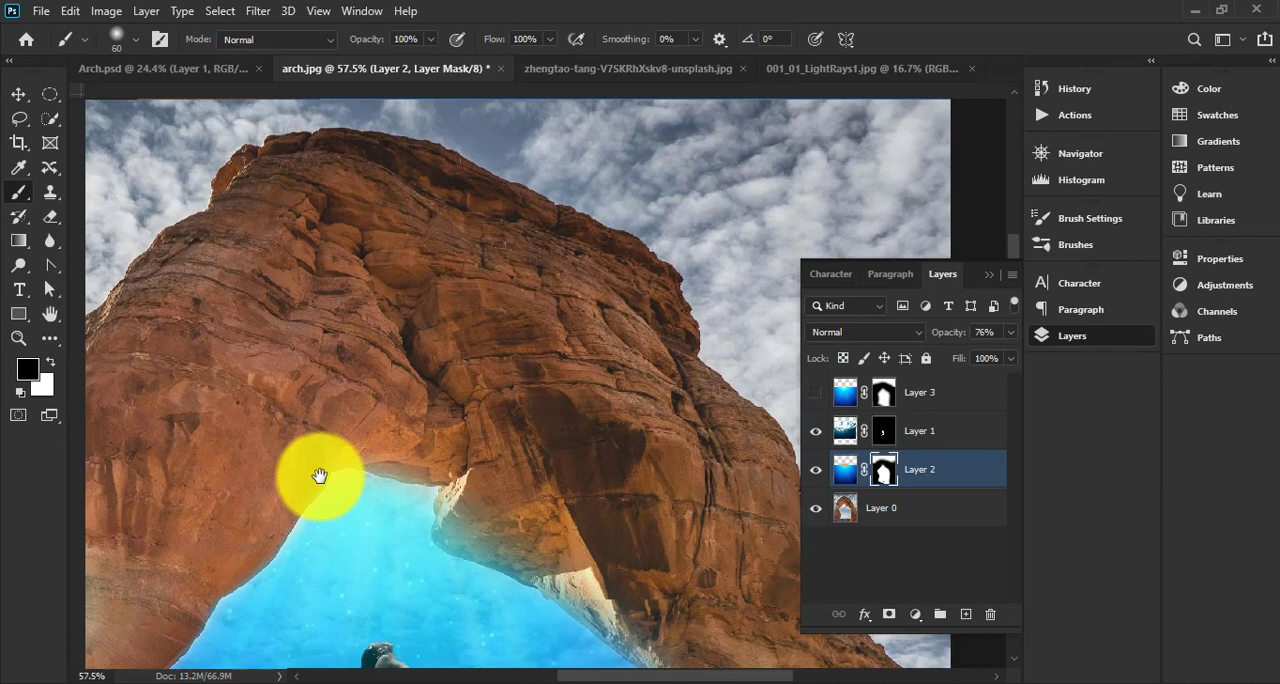 Ps File Edit Image Layer Type Select Filter 3D View Window Help
60 Mode: Normal Opacity: 100% Flow: 100% Smoothing: 0% 0°
Arch.psd @ 24.4% (Layer 1, RGB/... × arch.jpg @ 57.5% (Layer 2, Layer Mask/8) * × zhengtao-tang-V7SKRhXskv8-unsplash.jpg × 001_01_LightRays1.jpg @ 16.7% (RGB... ×
History
Actions
Navigator
Histogram
Brush Settings
Brushes
Character
Paragraph
Layers
Color
Swatches
Gradients
Patterns
Learn
Libraries
Properties
Adjustments
Channels
Paths
Character Paragraph Layers
Kind
Normal Opacity: 76%
Lock: Fill: 100%
Layer 3
Layer 1
Layer 2
Layer 0
fx
57.5% Doc: 13.2M/66.9M